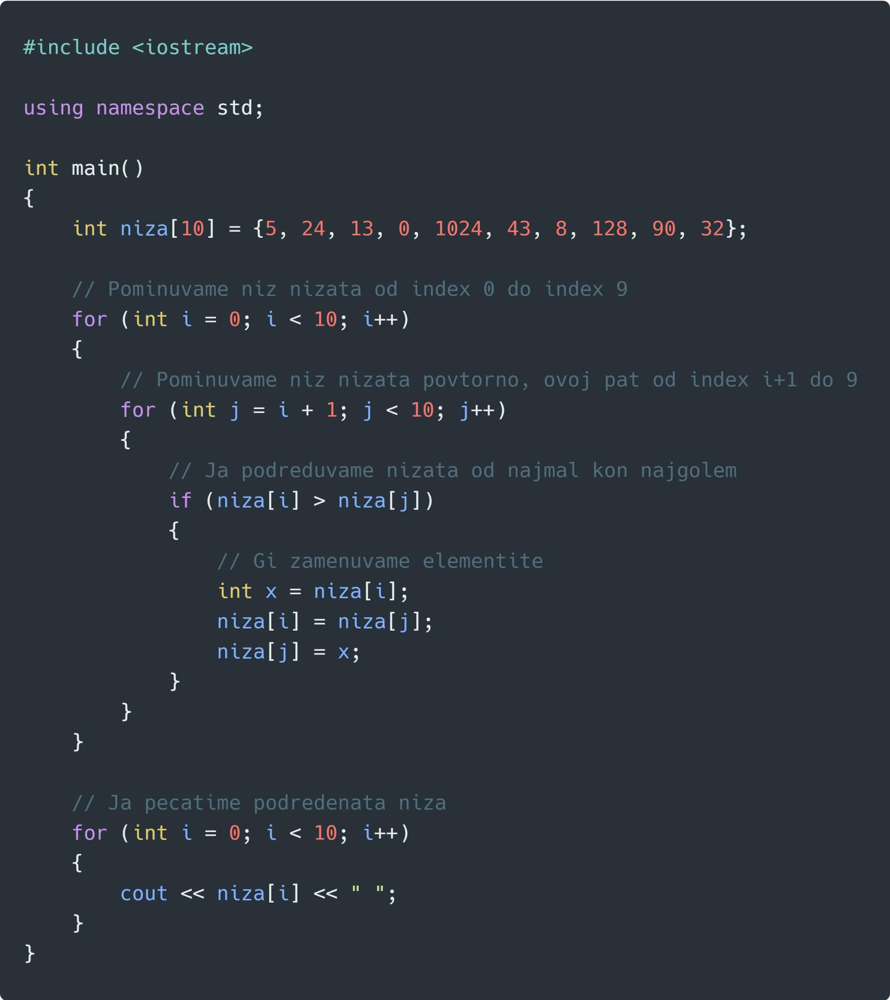 #include <iostream>

using namespace std;

int main()
{
    int niza[10] = {5, 24, 13, 0, 1024, 43, 8, 128, 90, 32};

    // Pominuvame niz nizata od index 0 do index 9
    for (int i = 0; i < 10; i++)
    {
        // Pominuvame niz nizata povtorno, ovoj pat od index i+1 do 9
        for (int j = i + 1; j < 10; j++)
        {
            // Ja podreduvame nizata od najmal kon najgolem
            if (niza[i] > niza[j])
            {
                // Gi zamenuvame elementite
                int x = niza[i];
                niza[i] = niza[j];
                niza[j] = x;
            }
        }
    }

    // Ja pecatime podredenata niza
    for (int i = 0; i < 10; i++)
    {
        cout << niza[i] << " ";
    }
}